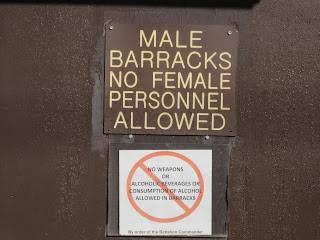 MALE
BARRACKS
NO FEMALE
PERSONNEL
ALLOWED
NO WEAPONS
OR
ALCOHOLIC BEVERAGES OR
CONSUMPTION OF ALCOHOL
ALLOWED IN BARRACKS
By order of the Battalion Commander